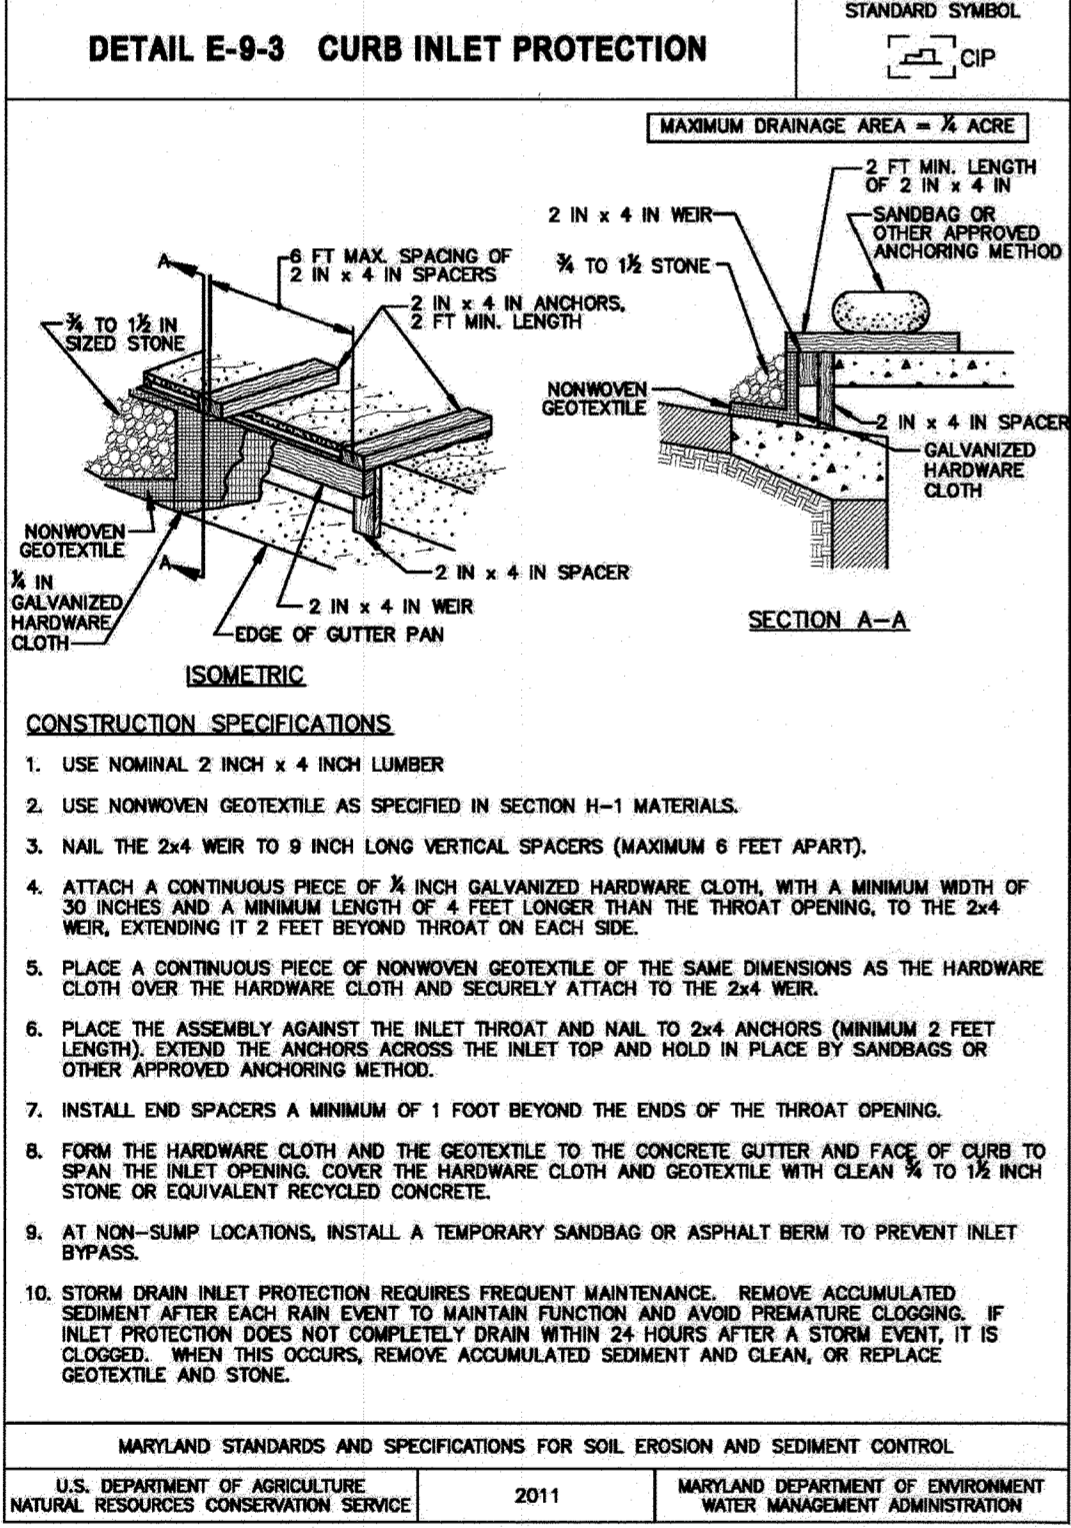 DETAIL E-9-3 CURB INLET PROTECTION
STANDARD SYMBOL
CIP
MAXIMUM DRAINAGE AREA = ¼ ACRE
A
6 FT MAX. SPACING OF
2 IN x 4 IN SPACERS
2 IN x 4 IN ANCHORS,
2 FT MIN. LENGTH
¾ TO 1½ IN
SIZED STONE
NONWOVEN
GEOTEXTILE
A
¼ IN
GALVANIZED
HARDWARE
CLOTH
2 IN x 4 IN SPACER
2 IN x 4 IN WEIR
EDGE OF GUTTER PAN
ISOMETRIC
2 FT MIN. LENGTH
OF 2 IN x 4 IN
2 IN x 4 IN WEIR
SANDBAG OR
OTHER APPROVED
ANCHORING METHOD
¾ TO 1½ STONE
NONWOVEN
GEOTEXTILE
2 IN x 4 IN SPACER
GALVANIZED
HARDWARE
CLOTH
SECTION A-A
CONSTRUCTION SPECIFICATIONS
1. USE NOMINAL 2 INCH x 4 INCH LUMBER
2. USE NONWOVEN GEOTEXTILE AS SPECIFIED IN SECTION H-1 MATERIALS.
3. NAIL THE 2x4 WEIR TO 9 INCH LONG VERTICAL SPACERS (MAXIMUM 6 FEET APART).
4. ATTACH A CONTINUOUS PIECE OF ¼ INCH GALVANIZED HARDWARE CLOTH, WITH A MINIMUM WIDTH OF
30 INCHES AND A MINIMUM LENGTH OF 4 FEET LONGER THAN THE THROAT OPENING, TO THE 2x4
WEIR, EXTENDING IT 2 FEET BEYOND THROAT ON EACH SIDE.
5. PLACE A CONTINUOUS PIECE OF NONWOVEN GEOTEXTILE OF THE SAME DIMENSIONS AS THE HARDWARE
CLOTH OVER THE HARDWARE CLOTH AND SECURELY ATTACH TO THE 2x4 WEIR.
6. PLACE THE ASSEMBLY AGAINST THE INLET THROAT AND NAIL TO 2x4 ANCHORS (MINIMUM 2 FEET
LENGTH). EXTEND THE ANCHORS ACROSS THE INLET TOP AND HOLD IN PLACE BY SANDBAGS OR
OTHER APPROVED ANCHORING METHOD.
7. INSTALL END SPACERS A MINIMUM OF 1 FOOT BEYOND THE ENDS OF THE THROAT OPENING.
8. FORM THE HARDWARE CLOTH AND THE GEOTEXTILE TO THE CONCRETE GUTTER AND FACE OF CURB TO
SPAN THE INLET OPENING. COVER THE HARDWARE CLOTH AND GEOTEXTILE WITH CLEAN ¾ TO 1½ INCH
STONE OR EQUIVALENT RECYCLED CONCRETE.
9. AT NON-SUMP LOCATIONS, INSTALL A TEMPORARY SANDBAG OR ASPHALT BERM TO PREVENT INLET
BYPASS.
10. STORM DRAIN INLET PROTECTION REQUIRES FREQUENT MAINTENANCE. REMOVE ACCUMULATED
SEDIMENT AFTER EACH RAIN EVENT TO MAINTAIN FUNCTION AND AVOID PREMATURE CLOGGING. IF
INLET PROTECTION DOES NOT COMPLETELY DRAIN WITHIN 24 HOURS AFTER A STORM EVENT, IT IS
CLOGGED. WHEN THIS OCCURS, REMOVE ACCUMULATED SEDIMENT AND CLEAN, OR REPLACE
GEOTEXTILE AND STONE.
MARYLAND STANDARDS AND SPECIFICATIONS FOR SOIL EROSION AND SEDIMENT CONTROL
U.S. DEPARTMENT OF AGRICULTURE
NATURAL RESOURCES CONSERVATION SERVICE
2011
MARYLAND DEPARTMENT OF ENVIRONMENT
WATER MANAGEMENT ADMINISTRATION